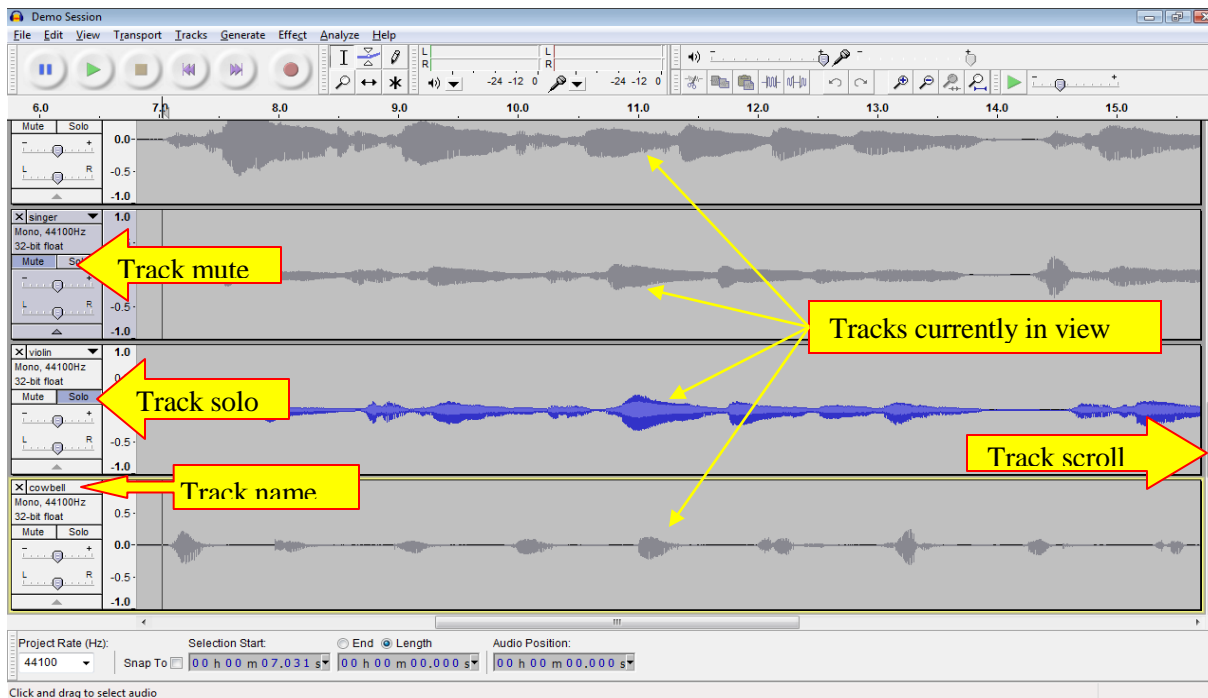 Demo Session
File Edit View Transport Tracks Generate Effect Analyze Help
L R
L R
-24 -12 0
-24 -12 0
6.0 7.0 8.0 9.0 10.0 11.0 12.0 13.0 14.0 15.0
Mute Solo
- +
L R
0.0
-0.5
-1.0
X singer
Mono, 44100Hz
32-bit float
Mute
- +
L R
1.0
-0.5
-1.0
Track mute
Tracks currently in view
X violin
Mono, 44100Hz
32-bit float
Mute Solo
- +
L R
1.0
-0.5
-1.0
Track solo
Track scroll
X cowbell
Mono, 44100Hz
32-bit float
Mute Solo
- +
L R
0.5
0.0
-0.5
-1.0
Track name
Project Rate (Hz): Selection Start: End Length Audio Position:
44100 Snap To 00 h 00 m 07.031 s 00 h 00 m 00.000 s 00 h 00 m 00.000 s
Click and drag to select audio